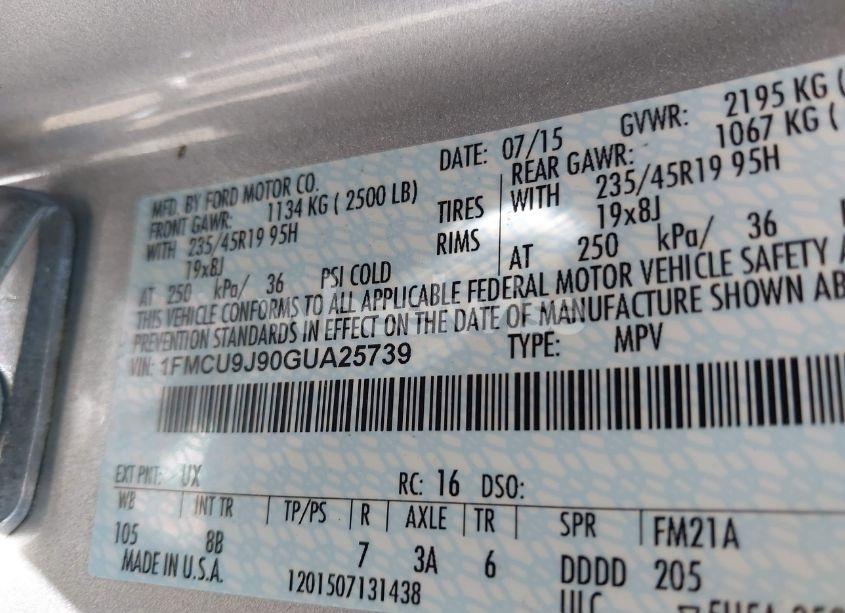 MFD. BY FORD MOTOR CO.
DATE: 07/15 GVWR: 2195 KG (
FRONT GAWR: 1134 KG ( 2500 LB)
REAR GAWR: 1067 KG (
WITH 235/45R19 95H TIRES WITH 235/45R19 95H
19x8J RIMS 19x8J
AT 250 kPa/ 36 PSI COLD AT 250 kPa/ 36
THIS VEHICLE CONFORMS TO ALL APPLICABLE FEDERAL MOTOR VEHICLE SAFETY A
PREVENTION STANDARDS IN EFFECT ON THE DATE OF MANUFACTURE SHOWN AB
VIN: 1FMCU9J90GUA25739 TYPE: MPV
EXT PNT: UX RC: 16 DSO:
WB INT TR TP/PS R AXLE TR SPR FM21A
105 8B 7 3A 6 DDDD 205
MADE IN U.S.A. 1201507131438 ULC